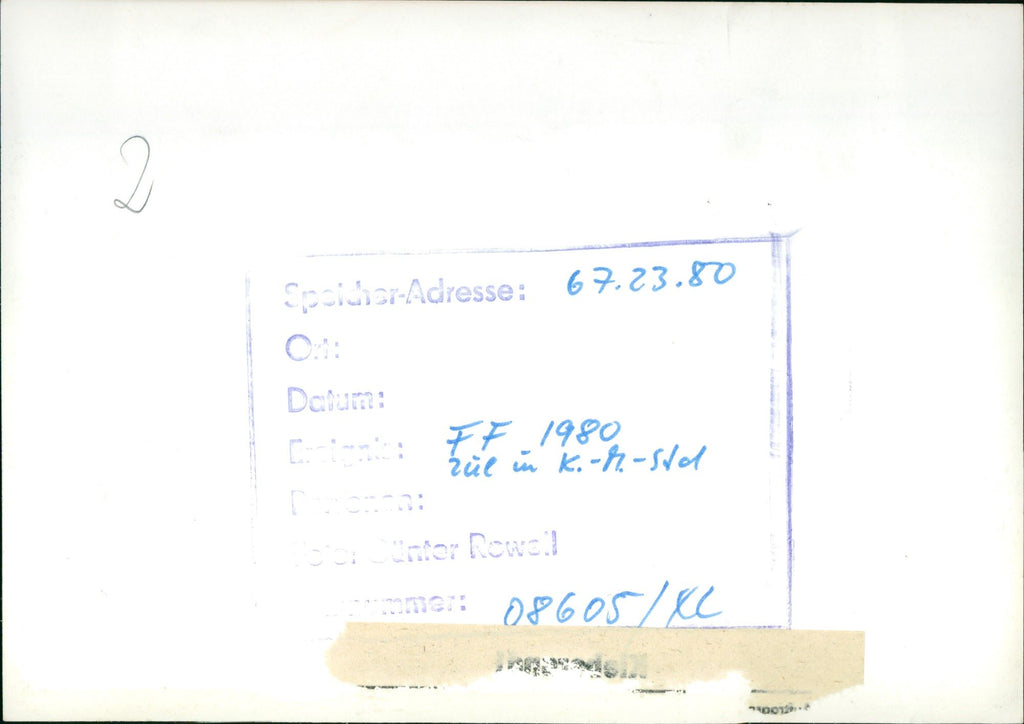 2
Speicher-Adresse: 67.23.80
Ort:
Datum:
Ereignis: FF 1980
in K.-M.-Std
Personen:
Foto: Günter Rowell
nummer: 08605/XL